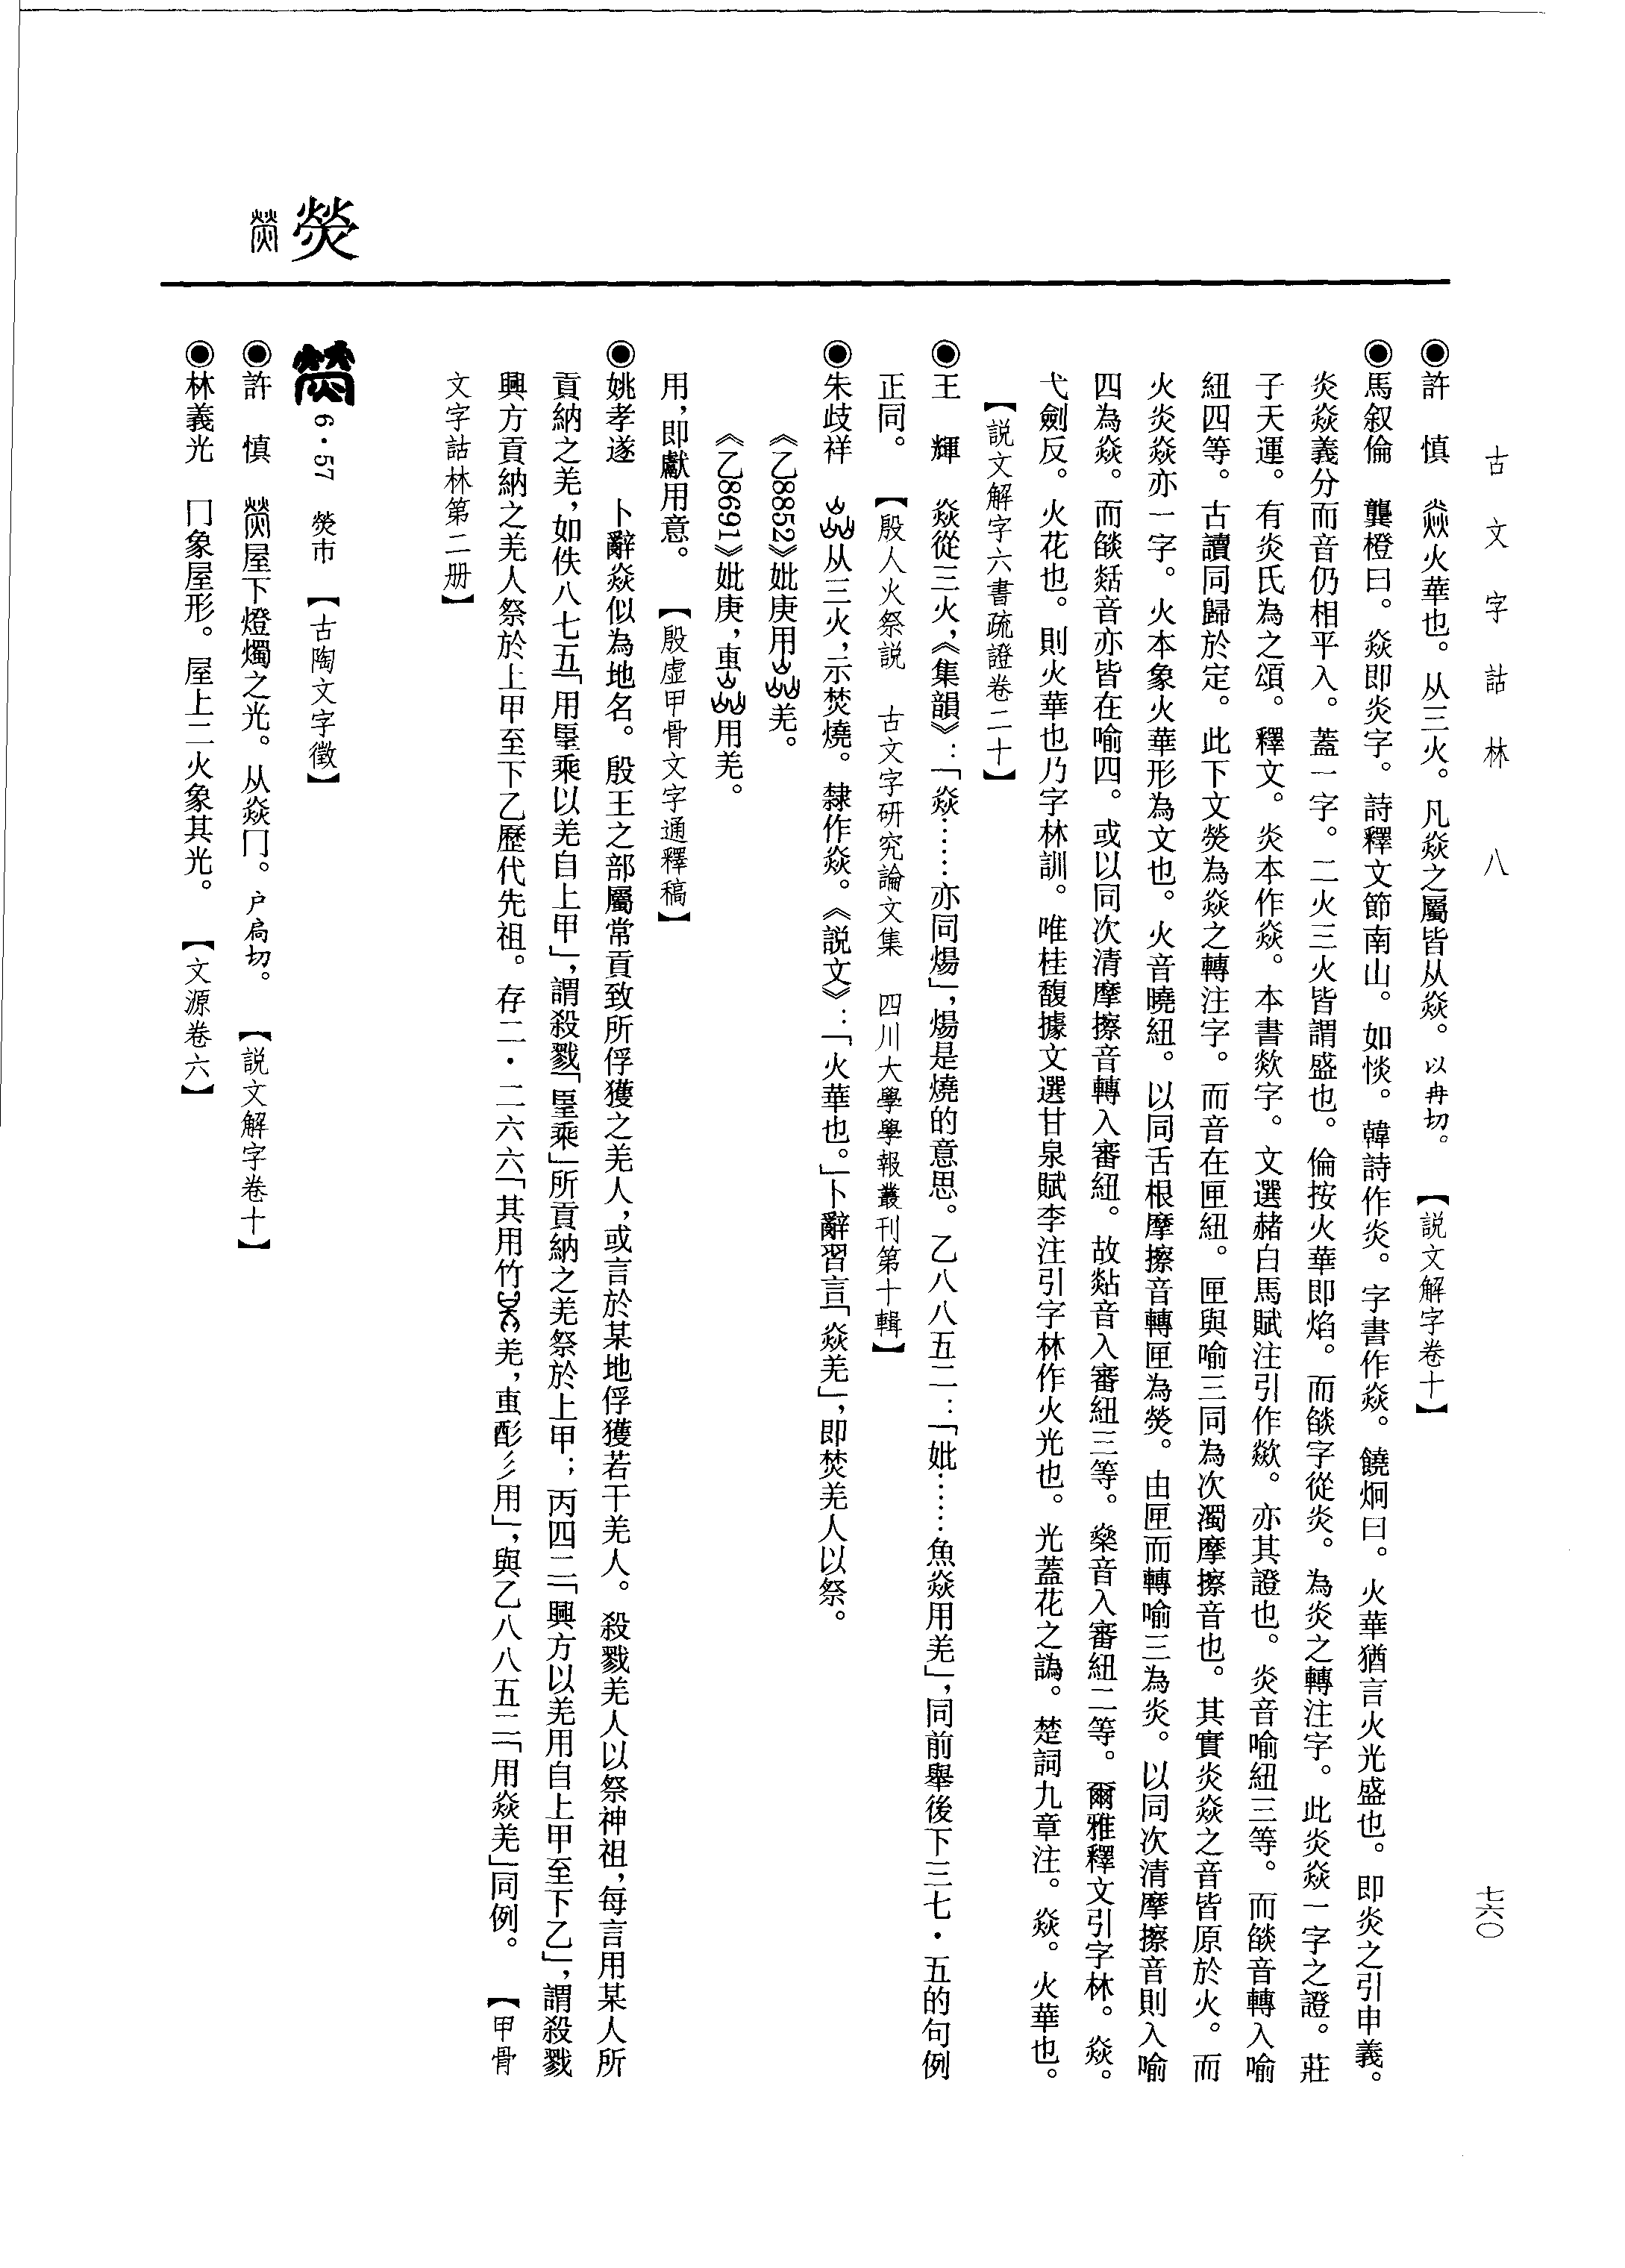 古文字詁林 八
七六〇
◉許 慎 焱火華也。从三火。凡焱之屬皆从焱。以冉切。【説文解字卷十】
◉馬叙倫 龔橙曰。焱即炎字。詩釋文節南山。如惔。韓詩作炎。字書作焱。饒炯曰。火華猶言火光盛也。即炎之引申義。
炎焱義分而音仍相平入。蓋一字。二火三火皆謂盛也。倫按火華即焰。而燄字從炎。為炎之轉注字。此炎焱一字之證。莊
子天運。有炎氏為之頌。釋文。炎本作焱。本書欻字。文選赭白馬賦注引作歘。亦其證也。炎音喻紐三等。而燄音轉入喻
紐四等。古讀同歸於定。此下文熒為焱之轉注字。而音在匣紐。匣與喻三同為次濁摩擦音也。其實炎焱之音皆原於火。而
火炎焱亦一字。火本象火華形為文也。火音曉紐。以同舌根摩擦音轉匣為熒。由匣而轉喻三為炎。以同次清摩擦音則入喻
四為焱。而燄𤈷音亦皆在喻四。或以同次清摩擦音轉入審紐。故煔音入審紐三等。燊音入審紐二等。爾雅釋文引字林。焱。
弋劍反。火花也。則火華也乃字林訓。唯桂馥據文選甘泉賦李注引字林作火光也。光蓋花之譌。楚詞九章注。焱。火華也。
【説文解字六書疏證卷二十】
◉王 輝 焱從三火，《集韻》：「焱……亦同煬」，煬是燒的意思。乙八八五二：「妣……魚焱用羌」，同前舉後下三七·五的句例
正同。【殷人火祭説 古文字研究論文集 四川大學學報叢刊第十輯】
◉朱歧祥 从三火，示焚燒。隸作焱。《説文》：「火華也。」卜辭習言「焱羌」，即焚羌人以祭。
《乙8852》妣庚用羌。
《乙8691》妣庚，叀用羌。
用，即獻用意。【殷虛甲骨文字通釋稿】
◉姚孝遂 卜辭焱似為地名。殷王之部屬常貢致所俘獲之羌人，或言於某地俘獲若干羌人。殺戮羌人以祭神祖，每言用某人所
貢納之羌，如佚八七五「用㠯乘以羌自上甲」，謂殺戮「乘」所貢納之羌祭於上甲；丙四二「興方以羌用自上甲至下乙」，謂殺戮
興方貢納之羌人祭於上甲至下乙歷代先祖。存二·二六六「其用竹羌，叀酌彡用」，與乙八八五二「用焱羌」同例。【甲骨
文字詁林第二册】
熒
6·57 熒市【古陶文字徵】
◉許 慎 熒屋下燈燭之光。从焱冂。户扃切。【説文解字卷十】
◉林義光 冂象屋形。屋上二火象其光。【文源卷六】